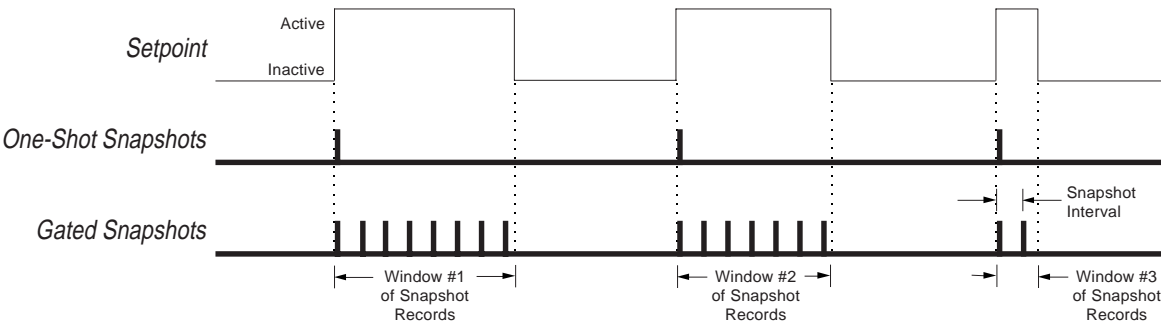 Setpoint
Active
Inactive
One-Shot Snapshots
Gated Snapshots
Snapshot
Interval
Window #1
of Snapshot
Records
Window #2
of Snapshot
Records
Window #3
of Snapshot
Records